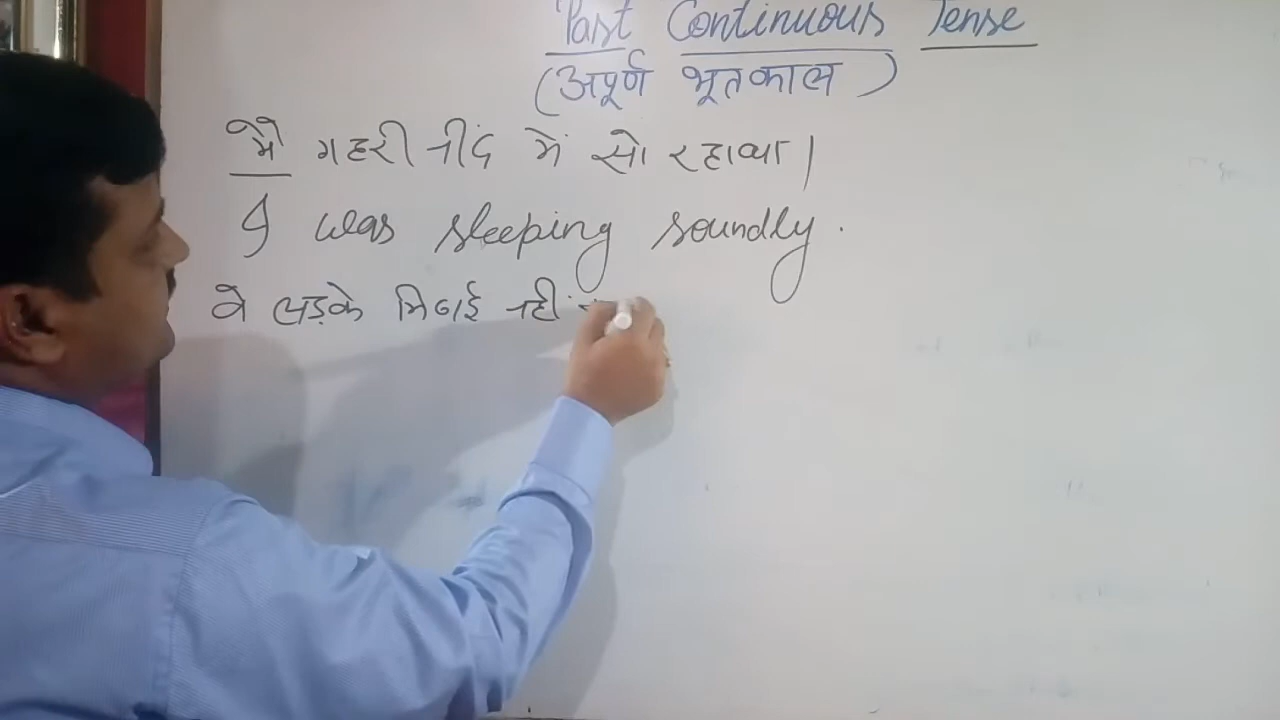 Past Continuous Tense
(अपूर्ण भूतकाल)
मैं गहरी नींद में सो रहा था।
I was sleeping soundly.
वे लड़के मिठाई नहीं